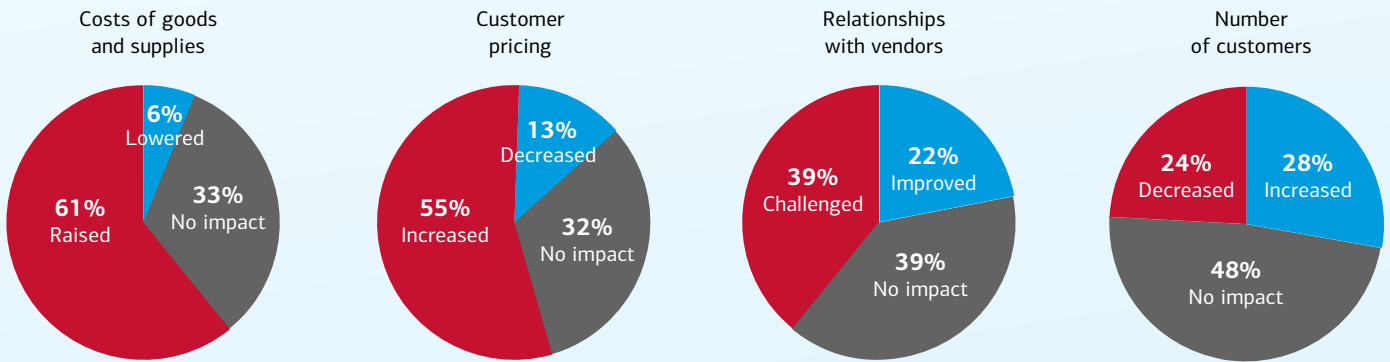 Costs of goods
and supplies
6%
Lowered
33%
No impact
61%
Raised
Customer
pricing
13%
Decreased
32%
No impact
55%
Increased
Relationships
with vendors
22%
Improved
39%
No impact
39%
Challenged
Number
of customers
28%
Increased
48%
No impact
24%
Decreased